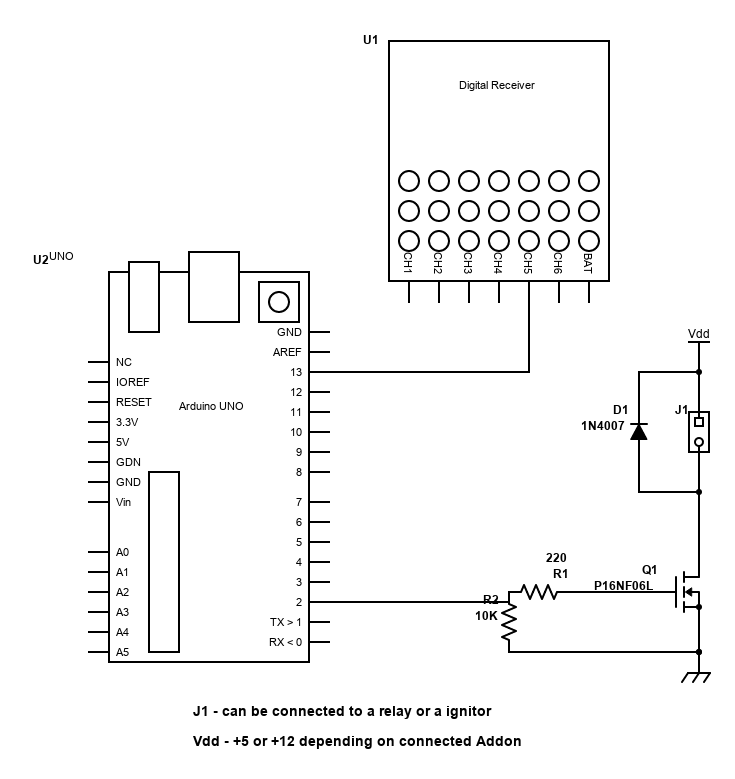 U1
Digital Receiver
CH1 CH2 CH3 CH4 CH5 CH6 BAT
U2 UNO
GND
AREF
13
12
11
10
9
8
7
6
5
4
3
2
TX > 1
RX < 0
NC
IOREF
RESET
3.3V
5V
GDN
GND
Vin
A0
A1
A2
A3
A4
A5
Arduino UNO
Vdd
D1
1N4007
J1
220
R1
R2
10K
Q1
P16NF06L
J1 - can be connected to a relay or a ignitor
Vdd - +5 or +12 depending on connected Addon